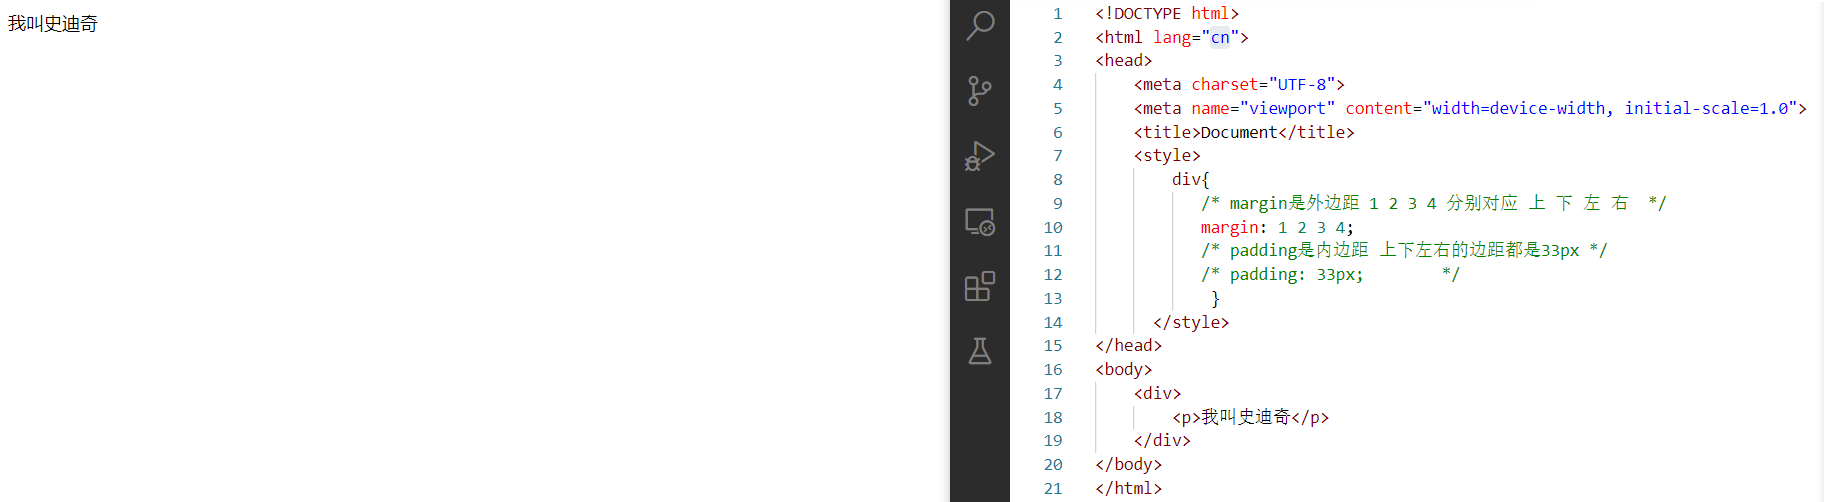 我叫史迪奇
1 <!DOCTYPE html>
2 <html lang="cn">
3 <head>
4 <meta charset="UTF-8">
5 <meta name="viewport" content="width=device-width, initial-scale=1.0">
6 <title>Document</title>
7 <style>
8 div{
9 /* margin是外边距 1 2 3 4 分别对应 上 下 左 右 */
10 margin: 1 2 3 4;
11 /* padding是内边距 上下左右的边距都是33px */
12 /* padding: 33px; */
13 }
14 </style>
15 </head>
16 <body>
17 <div>
18 <p>我叫史迪奇</p>
19 </div>
20 </body>
21 </html>